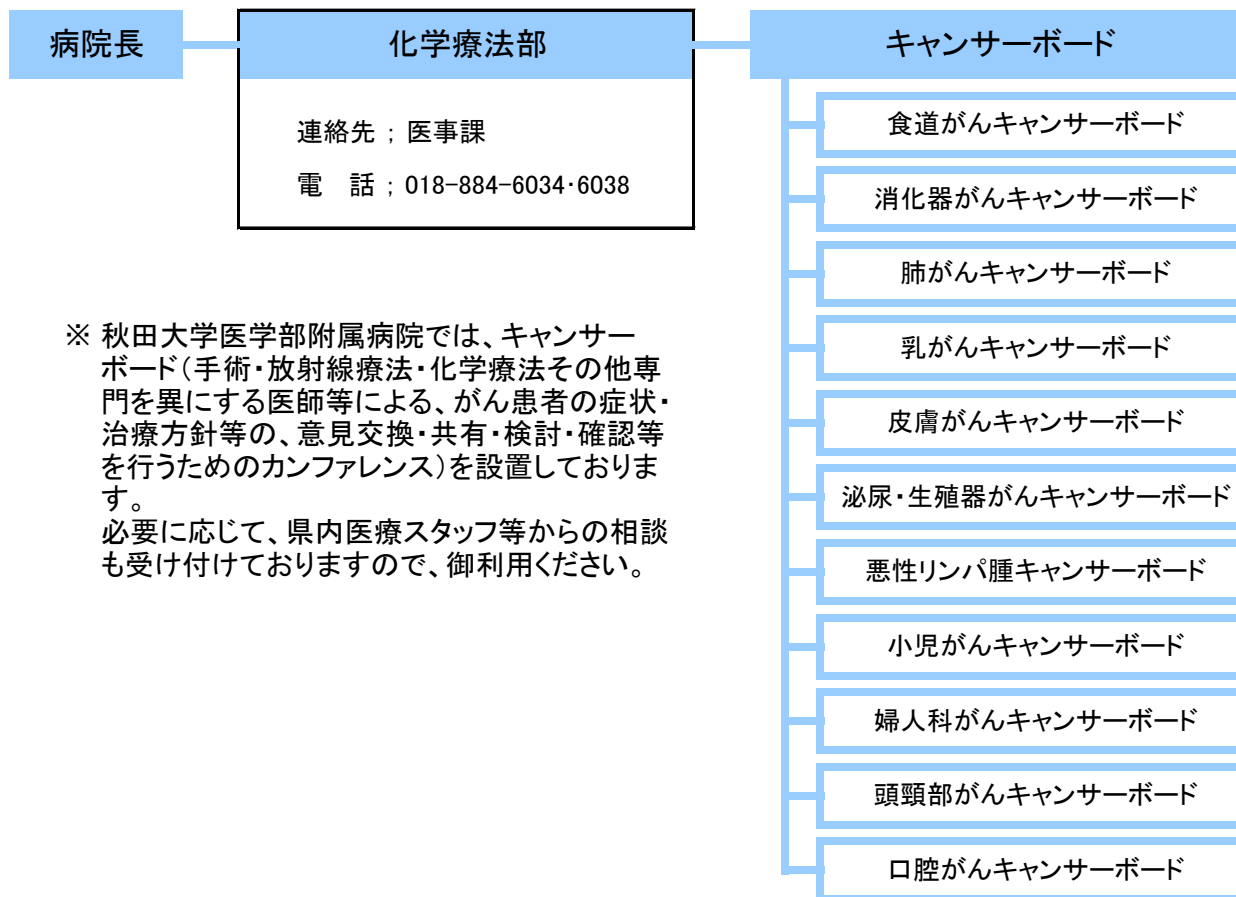 病院長
化学療法部
連絡先 ; 医事課
電　話 ; 018-884-6034・6038
※ 秋田大学医学部附属病院では、キャンサー
ボード(手術・放射線療法・化学療法その他専
門を異にする医師等による、がん患者の症状・
治療方針等の、意見交換・共有・検討・確認等
を行うためのカンファレンス)を設置しておりま
す。
必要に応じて、県内医療スタッフ等からの相談
も受け付けておりますので、御利用ください。
キャンサーボード
食道がんキャンサーボード
消化器がんキャンサーボード
肺がんキャンサーボード
乳がんキャンサーボード
皮膚がんキャンサーボード
泌尿・生殖器がんキャンサーボード
悪性リンパ腫キャンサーボード
小児がんキャンサーボード
婦人科がんキャンサーボード
頭頸部がんキャンサーボード
口腔がんキャンサーボード